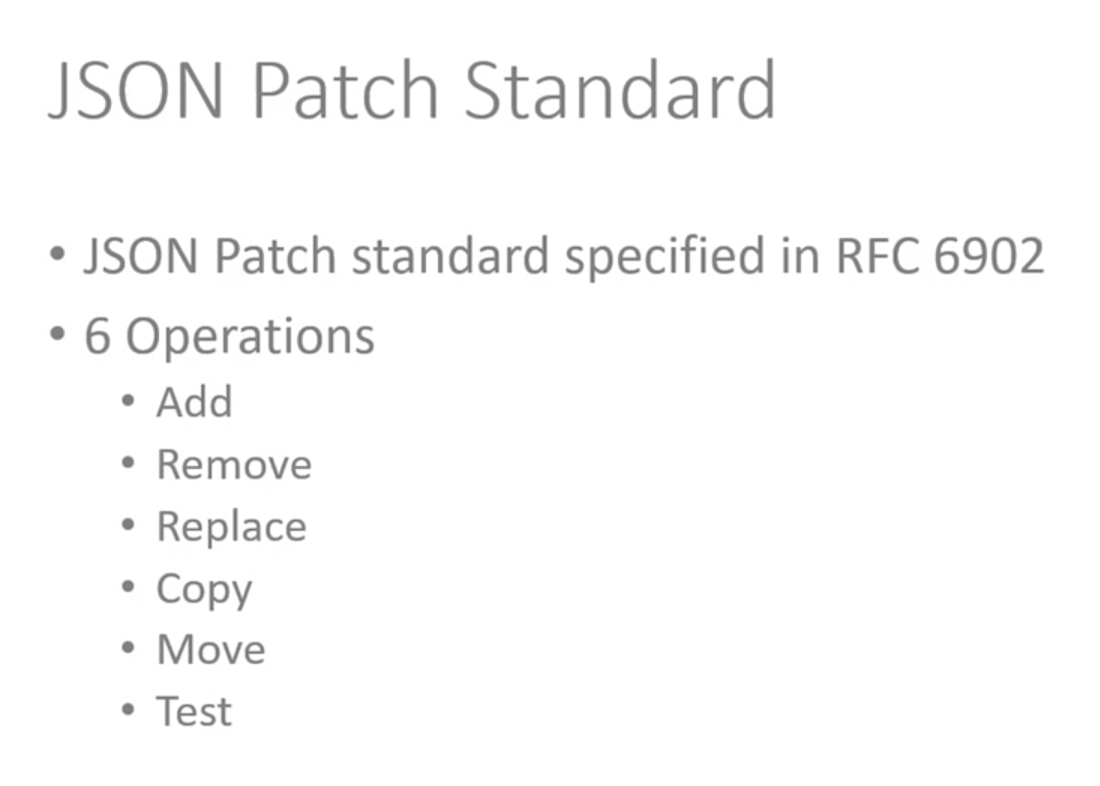 JSON Patch Standard
• JSON Patch standard specified in RFC 6902
• 6 Operations
• Add
• Remove
• Replace
• Copy
• Move
• Test